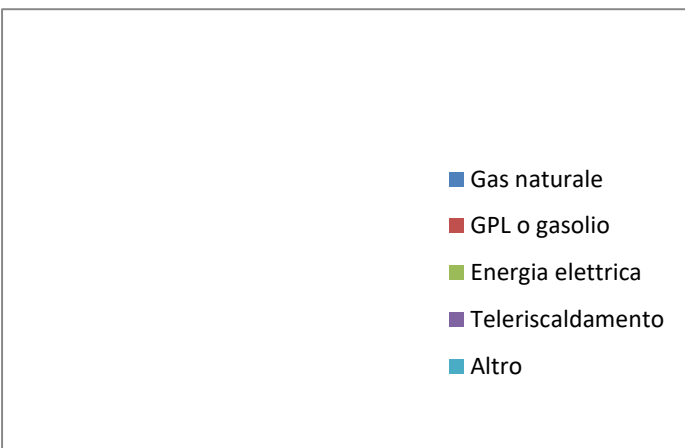 Gas naturale
GPL o gasolio
Energia elettrica
Teleriscaldamento
Altro